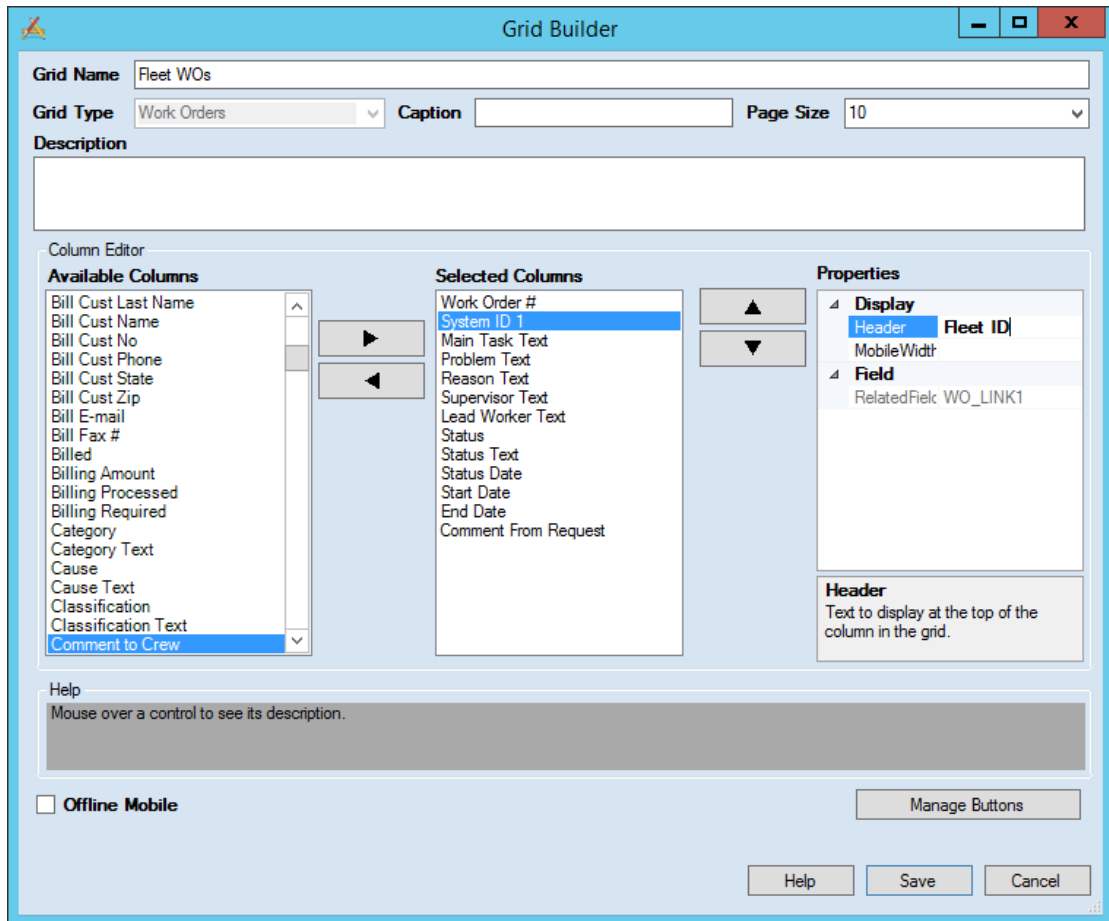 Grid Builder
Grid Name Fleet WOs
Grid Type Work Orders Caption Page Size 10
Description
Column Editor
Available Columns
Bill Cust Last Name
Bill Cust Name
Bill Cust No
Bill Cust Phone
Bill Cust State
Bill Cust Zip
Bill E-mail
Bill Fax #
Billed
Billing Amount
Billing Processed
Billing Required
Category
Category Text
Cause
Cause Text
Classification
Classification Text
Comment to Crew
Selected Columns
Work Order #
System ID 1
Main Task Text
Problem Text
Reason Text
Supervisor Text
Lead Worker Text
Status
Status Text
Status Date
Start Date
End Date
Comment From Request
Properties
Display
Header Fleet ID
MobileWidth
Field
RelatedField WO_LINK1
Header
Text to display at the top of the
column in the grid.
Help
Mouse over a control to see its description.
Offline Mobile
Manage Buttons
Help Save Cancel